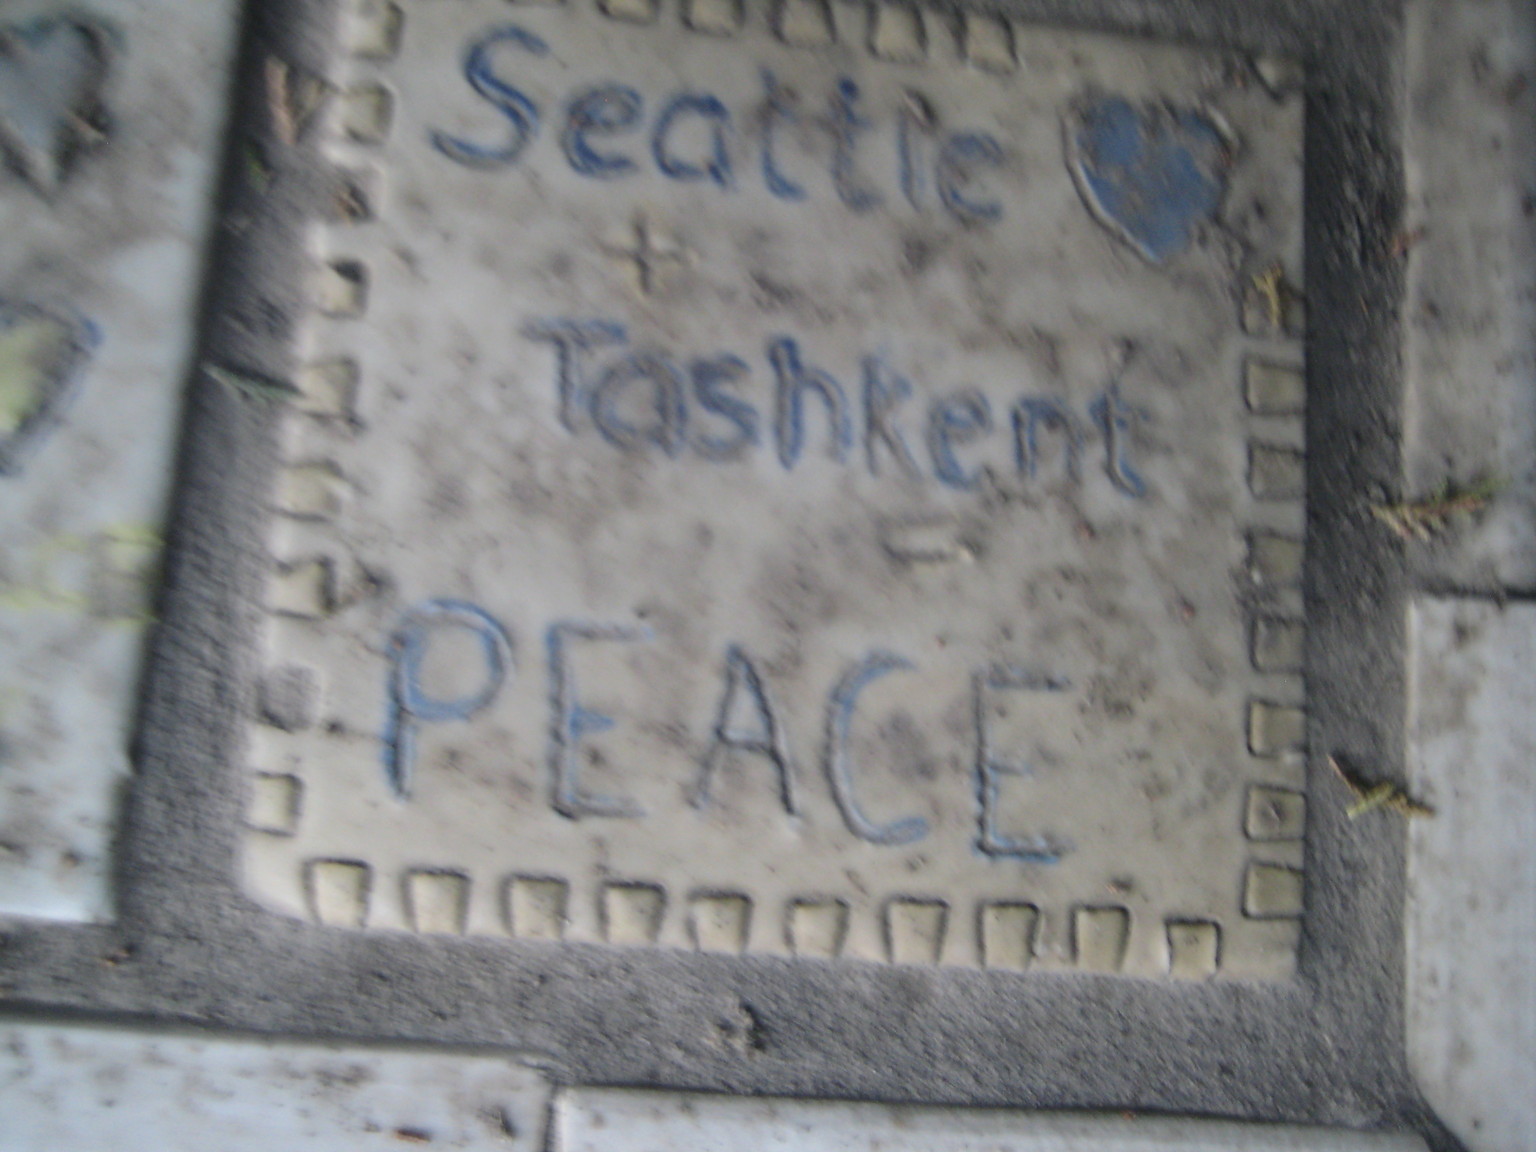 Seattle
+
Tashkent
=
PEACE